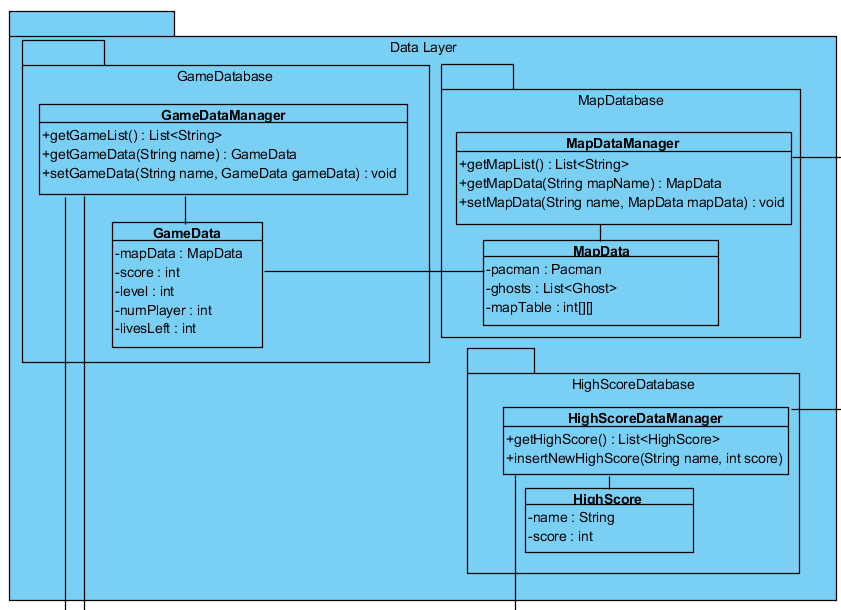 Data Layer
GameDatabase
GameDataManager
+getGameList() : List<String>
+getGameData(String name) : GameData
+setGameData(String name, GameData gameData) : void
GameData
-mapData : MapData
-score : int
-level : int
-numPlayer : int
-livesLeft : int
MapDatabase
MapDataManager
+getMapList() : List<String>
+getMapData(String mapName) : MapData
+setMapData(String name, MapData mapData) : void
MapData
-pacman : Pacman
-ghosts : List<Ghost>
-mapTable : int[][]
HighScoreDatabase
HighScoreDataManager
+getHighScore() : List<HighScore>
+insertNewHighScore(String name, int score)
HighScore
-name : String
-score : int